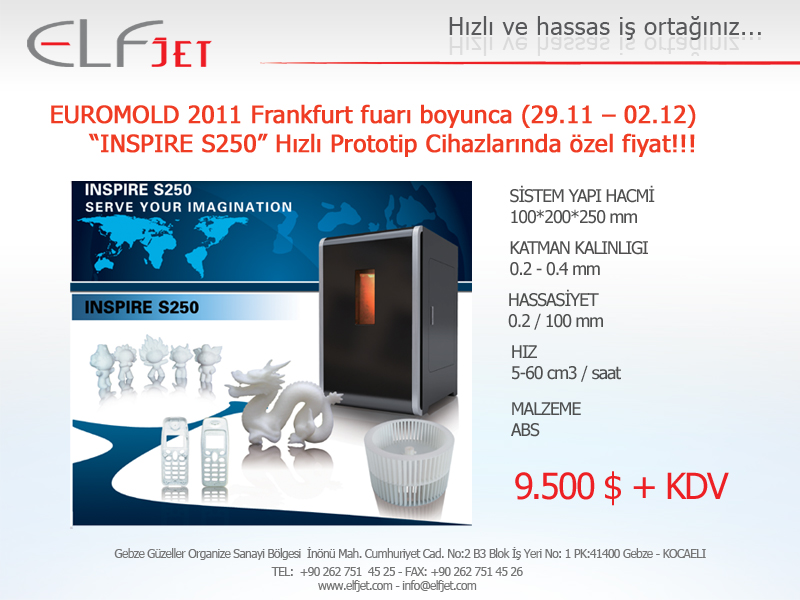 ELFJET
Hızlı ve hassas iş ortağınız...
EUROMOLD 2011 Frankfurt fuarı boyunca (29.11 – 02.12)
“INSPIRE S250” Hızlı Prototip Cihazlarında özel fiyat!!!
INSPIRE S250
SERVE YOUR IMAGINATION
INSPIRE S250
SİSTEM YAPI HACMİ
100*200*250 mm
KATMAN KALINLIGI
0.2 - 0.4 mm
HASSASİYET
0.2 / 100 mm
HIZ
5-60 cm3 / saat
MALZEME
ABS
9.500 $ + KDV
Gebze Güzeller Organize Sanayi Bölgesi İnönü Mah. Cumhuriyet Cad. No:2 B3 Blok İş Yeri No: 1 PK:41400 Gebze - KOCAELI
TEL: +90 262 751 45 25 - FAX: +90 262 751 45 26
www.elfjet.com - info@elfjet.com